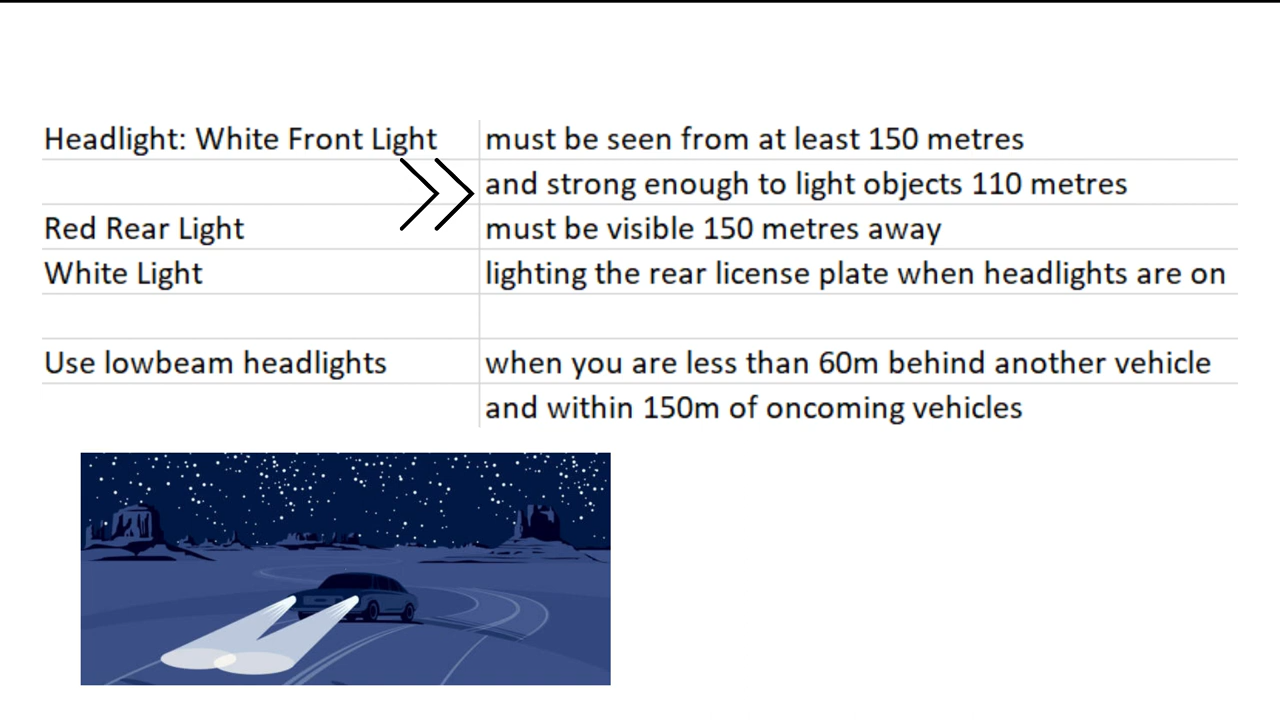 Headlight: White Front Light must be seen from at least 150 metres
and strong enough to light objects 110 metres
Red Rear Light must be visible 150 metres away
White Light lighting the rear license plate when headlights are on
Use lowbeam headlights when you are less than 60m behind another vehicle
and within 150m of oncoming vehicles